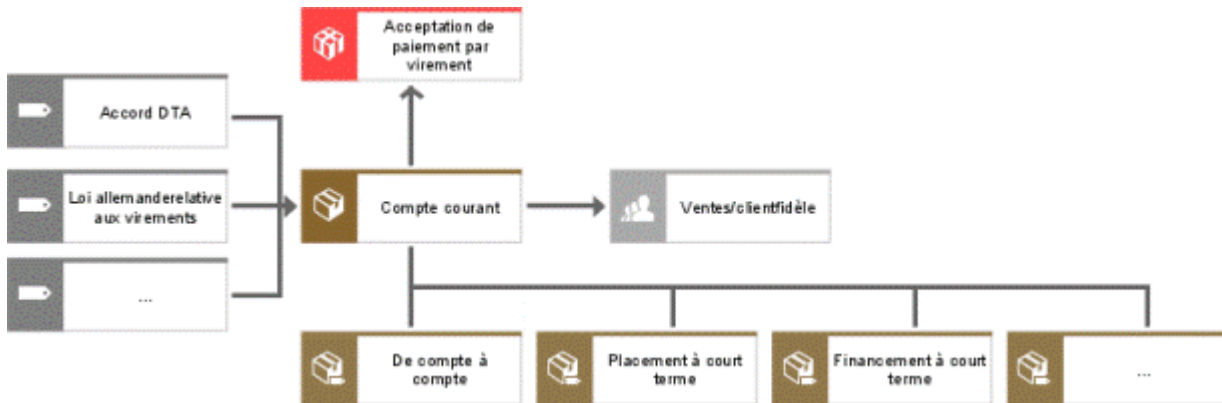 Acceptation de
paiement par
virement
Accord DTA
Loi allemanderelative
aux virements
Compte courant
Ventes/clientfidèle
...
De compte à
compte
Placement à court
terme
Financement à court
terme
...